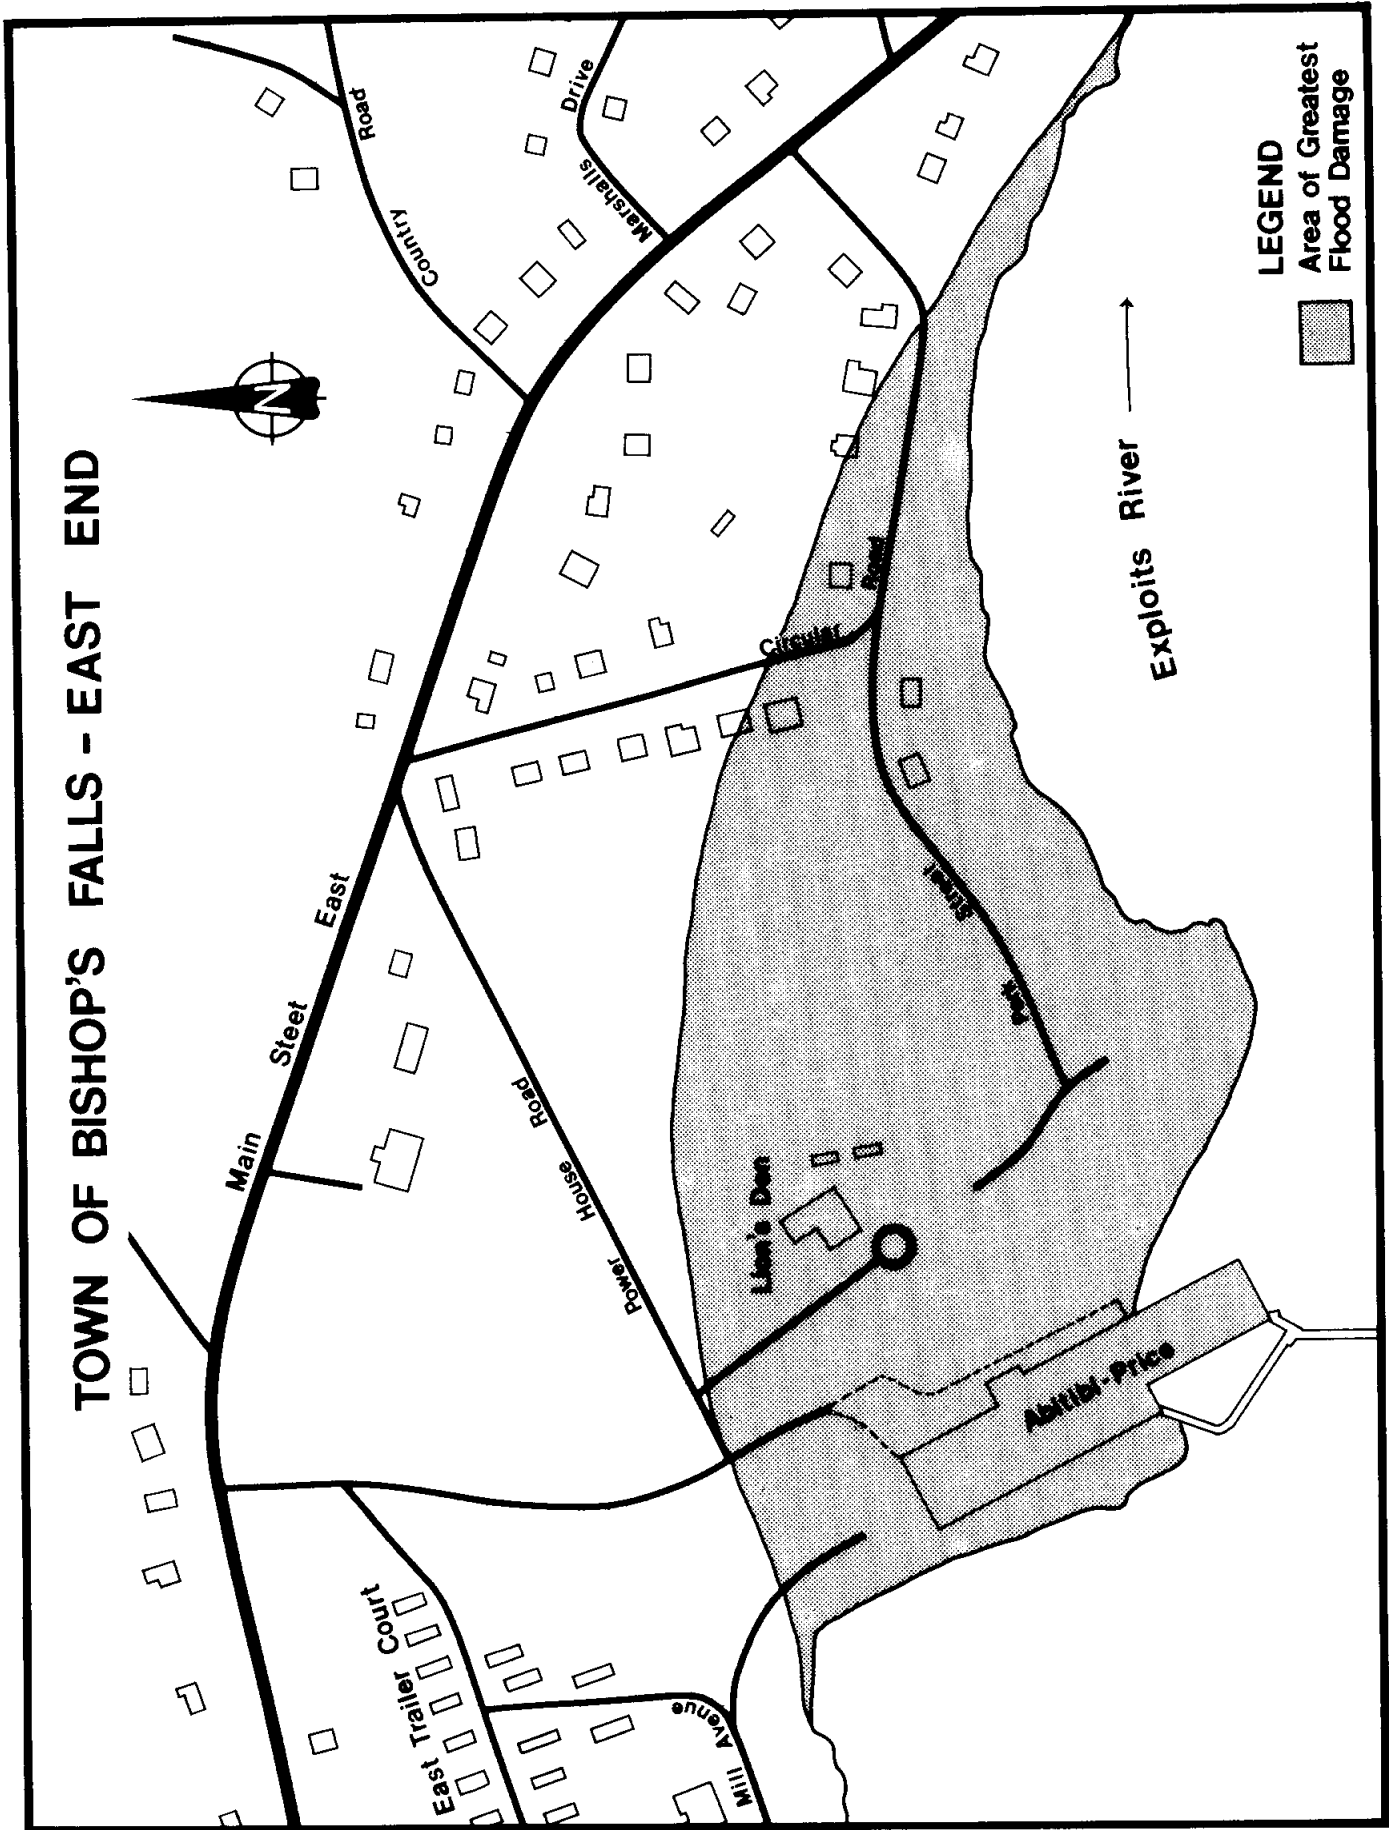 TOWN OF BISHOP'S FALLS - EAST END
N
Main Steet East
Country Road
Marshalls Drive
Circular Road
Power House Road
Park Street
Lion's Den
Abitibi-Price
East Trailer Court
Mill Avenue
Exploits River
LEGEND
Area of Greatest
Flood Damage